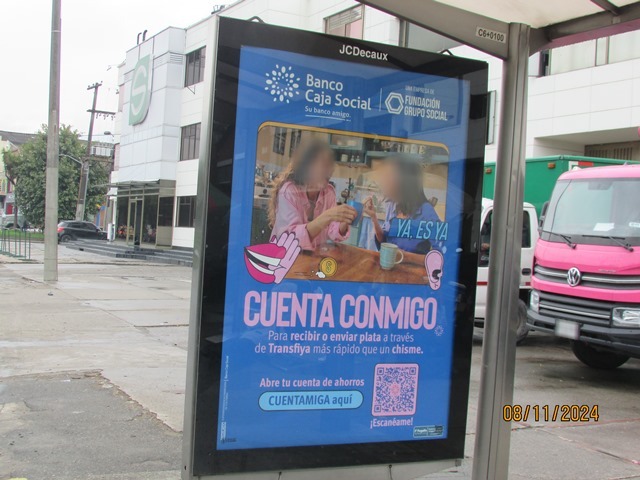 C6+0100
JCDecaux
Banco
Caja Social
Su banco amigo.
UNA EMPRESA DE
FUNDACIÓN
GRUPO SOCIAL
YA, ES YA
CUENTA CONMIGO
Para recibir o enviar plata a través
de Transfiya más rápido que un chisme.
Abre tu cuenta de ahorros
CUENTAMIGA aquí
¡Escanéame!
08/11/2024